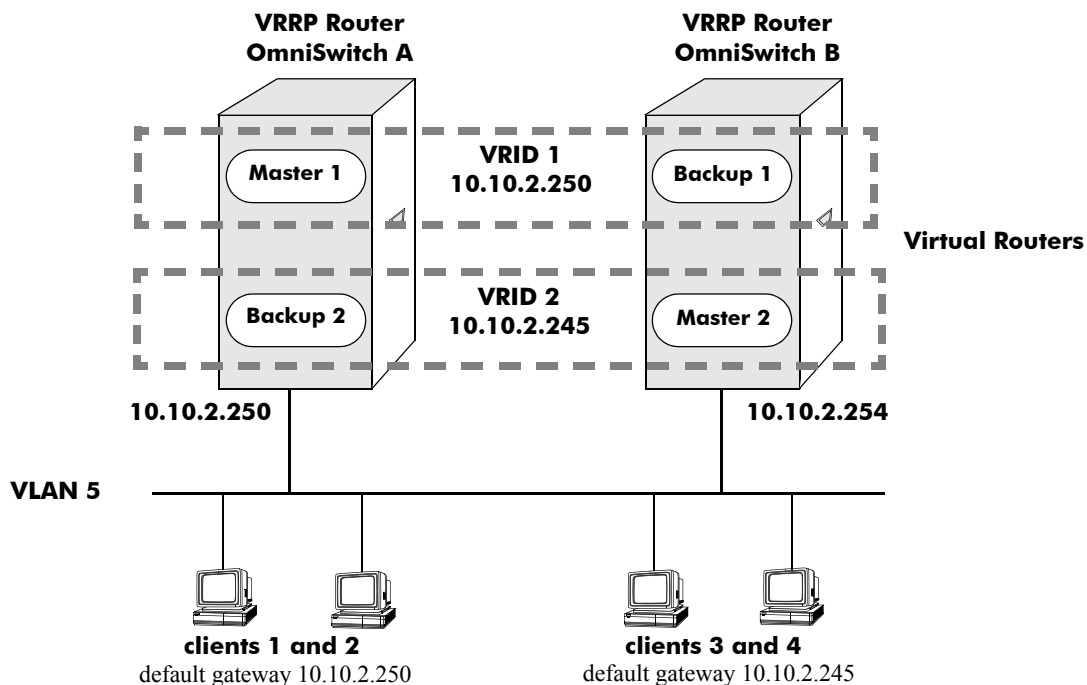 VRRP Router
OmniSwitch A
VRRP Router
OmniSwitch B
Master 1
VRID 1
10.10.2.250
Backup 1
Virtual Routers
Backup 2
VRID 2
10.10.2.245
Master 2
10.10.2.250
10.10.2.254
VLAN 5
clients 1 and 2
default gateway 10.10.2.250
clients 3 and 4
default gateway 10.10.2.245